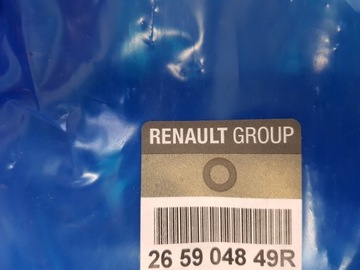 RENAULT GROUP
26 59 048 49R